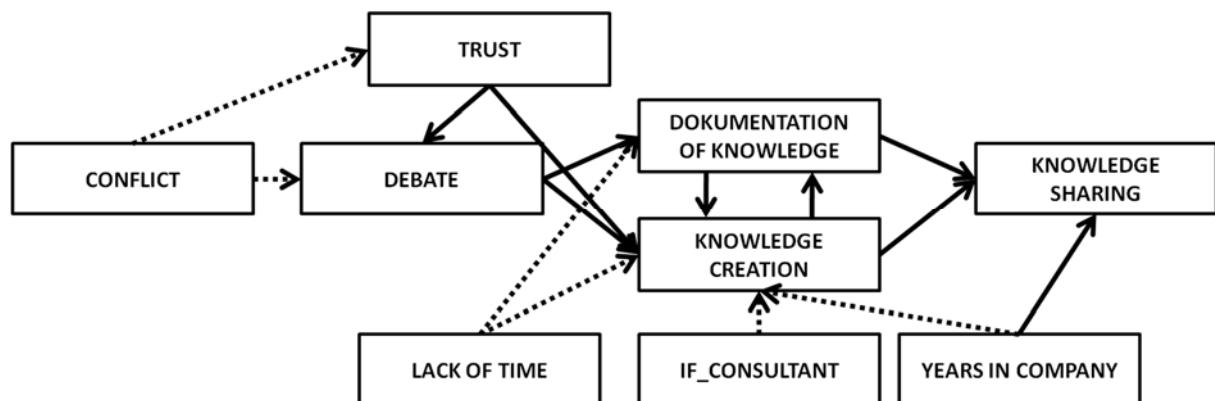 TRUST
DOKUMENTATION
OF KNOWLEDGE
CONFLICT
DEBATE
KNOWLEDGE
SHARING
KNOWLEDGE
CREATION
LACK OF TIME
IF_CONSULTANT
YEARS IN COMPANY